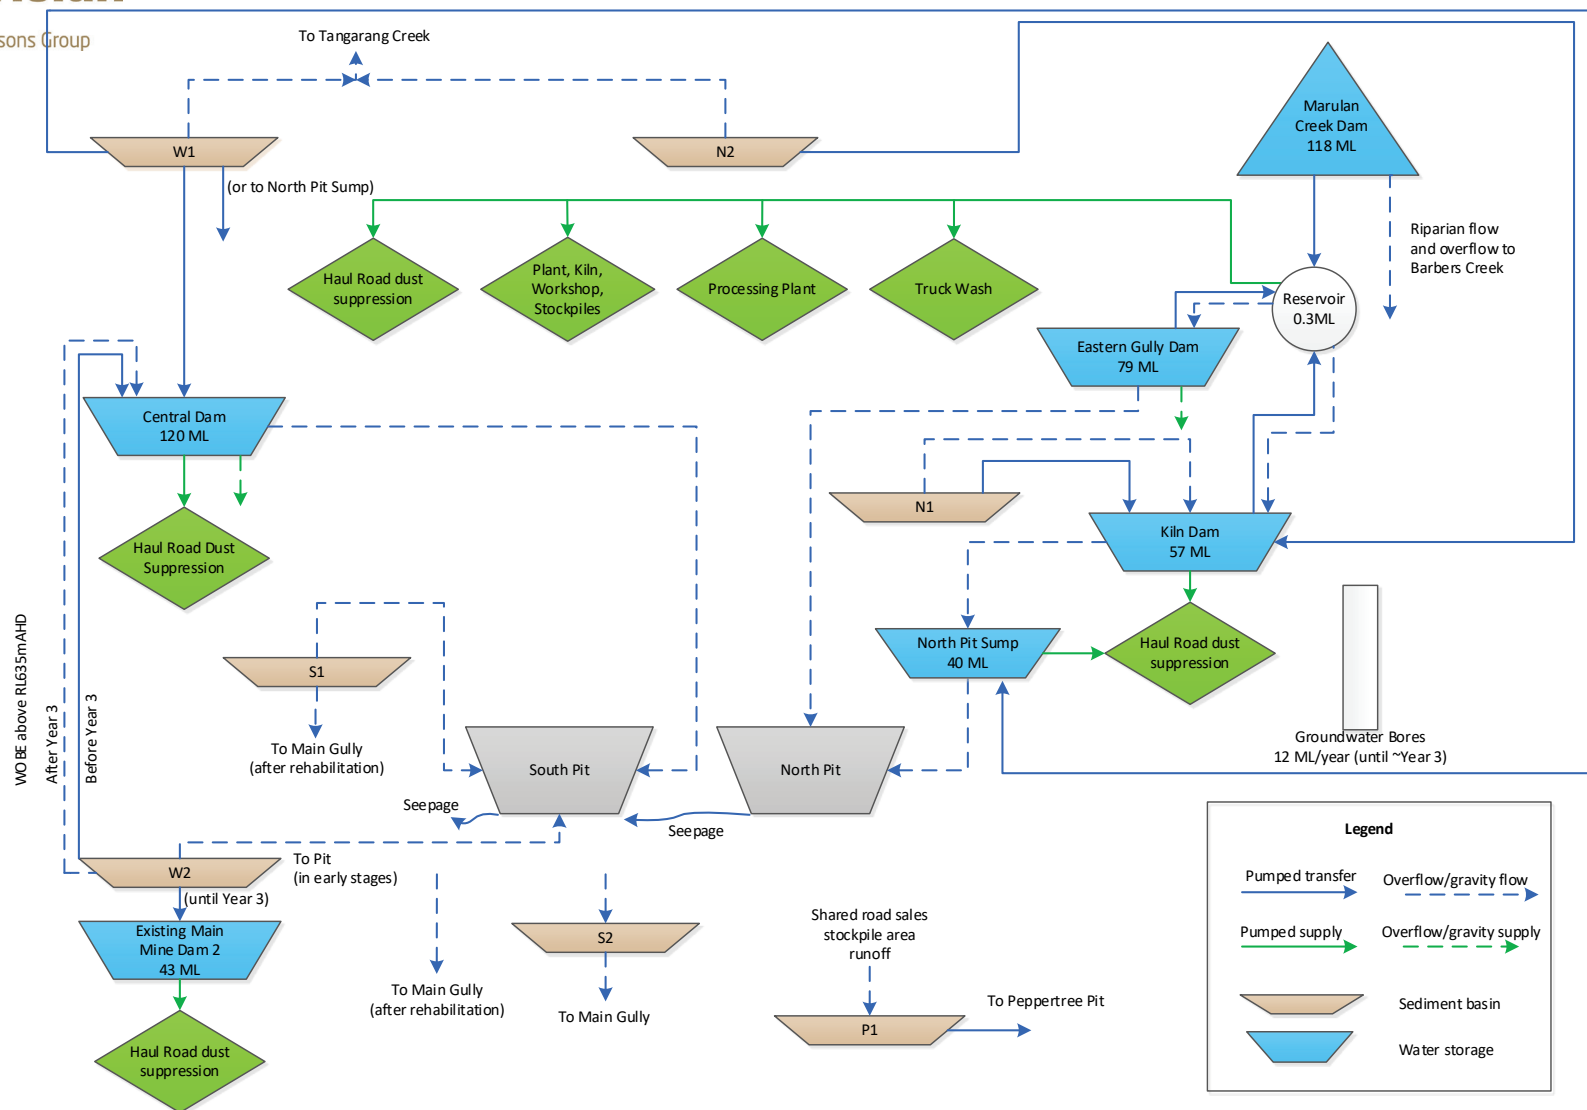 sons Group
To Tangarang Creek
W1
N2
Marulan
Creek Dam
118 ML
(or to North Pit Sump)
Riparian flow
and overflow to
Barbers Creek
Haul Road dust
suppression
Plant, Kiln,
Workshop,
Stockpiles
Processing Plant
Truck Wash
Reservoir
0.3ML
Eastern Gully Dam
79 ML
Central Dam
120 ML
N1
Kiln Dam
57 ML
Haul Road Dust
Suppression
WOBE above RL635mAHD
After Year 3
Before Year 3
S1
To Main Gully
(after rehabilitation)
North Pit Sump
40 ML
Haul Road dust
suppression
South Pit
North Pit
Groundwater Bores
12 ML/year (until ~Year 3)
Seepage
Seepage
W2
To Pit
(in early stages)
(until Year 3)
Existing Main
Mine Dam 2
43 ML
Haul Road dust
suppression
To Main Gully
(after rehabilitation)
S2
To Main Gully
Shared road sales
stockpile area
runoff
P1
To Peppertree Pit
Legend
Pumped transfer
Overflow/gravity flow
Pumped supply
Overflow/gravity supply
Sediment basin
Water storage